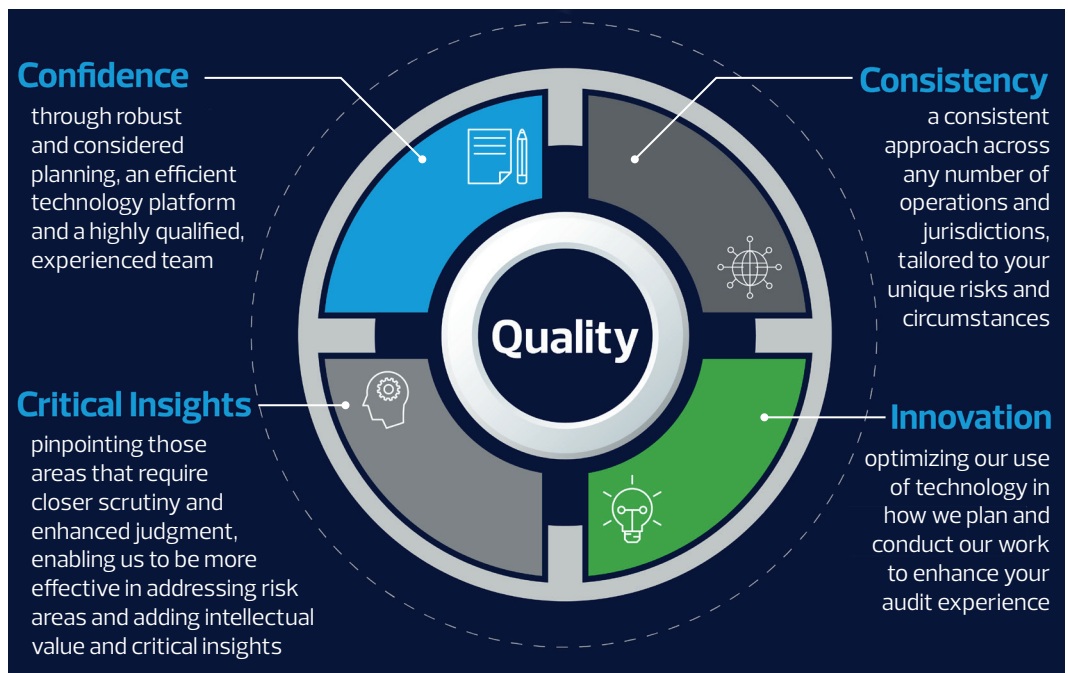 Confidence
through robust
and considered
planning, an efficient
technology platform
and a highly qualified,
experienced team
Consistency
a consistent
approach across
any number of
operations and
jurisdictions,
tailored to your
unique risks and
circumstances
Quality
Critical Insights
pinpointing those
areas that require
closer scrutiny and
enhanced judgment,
enabling us to be more
effective in addressing risk
areas and adding intellectual
value and critical insights
Innovation
optimizing our use
of technology in
how we plan and
conduct our work
to enhance your
audit experience